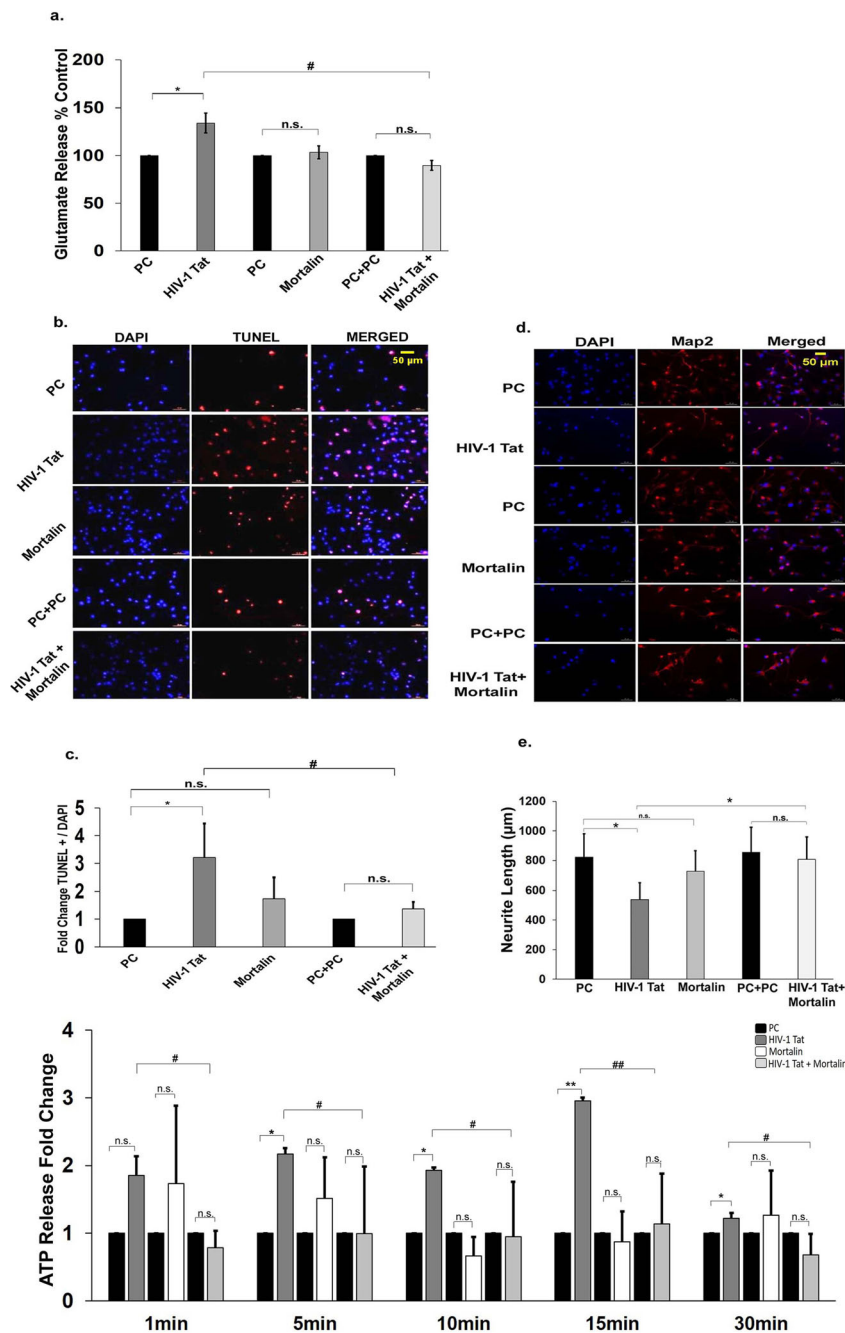 a.
Glutamate Release % Control
200
150
100
50
0
*
n.s.
n.s.
#
PC
HIV-1 Tat
PC
Mortalin
PC+PC
HIV-1 Tat +
Mortalin
b.
DAPI
TUNEL
MERGED
50 µm
PC
HIV-1 Tat
Mortalin
PC+PC
HIV-1 Tat +
Mortalin
d.
DAPI
Map2
Merged
50 µm
PC
HIV-1 Tat
PC
Mortalin
PC+PC
HIV-1 Tat+
Mortalin
c.
Fold Change TUNEL + / DAPI
5
4
3
2
1
0
#
n.s.
*
n.s.
PC
HIV-1 Tat
Mortalin
PC+PC
HIV-1 Tat +
Mortalin
e.
Neurite Length (µm)
1200
1000
800
600
400
200
0
*
n.s.
*
n.s.
PC
HIV-1 Tat
Mortalin
PC+PC
HIV-1 Tat+
Mortalin
PC
HIV-1 Tat
Mortalin
HIV-1 Tat + Mortalin
ATP Release Fold Change
4
3
2
1
0
#
n.s.
n.s.
n.s.
#
*
n.s.
n.s.
#
*
n.s.
n.s.
##
**
n.s.
n.s.
#
*
n.s.
n.s.
1min
5min
10min
15min
30min